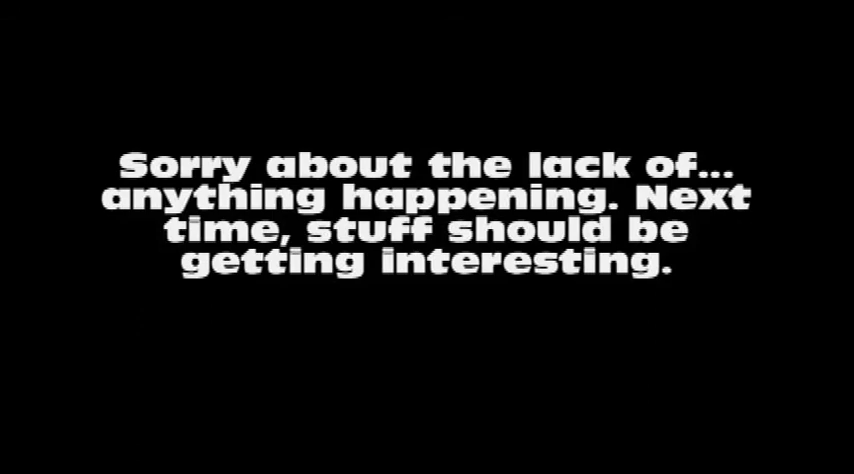 Sorry about the lack of...
anything happening. Next
time, stuff should be
getting interesting.